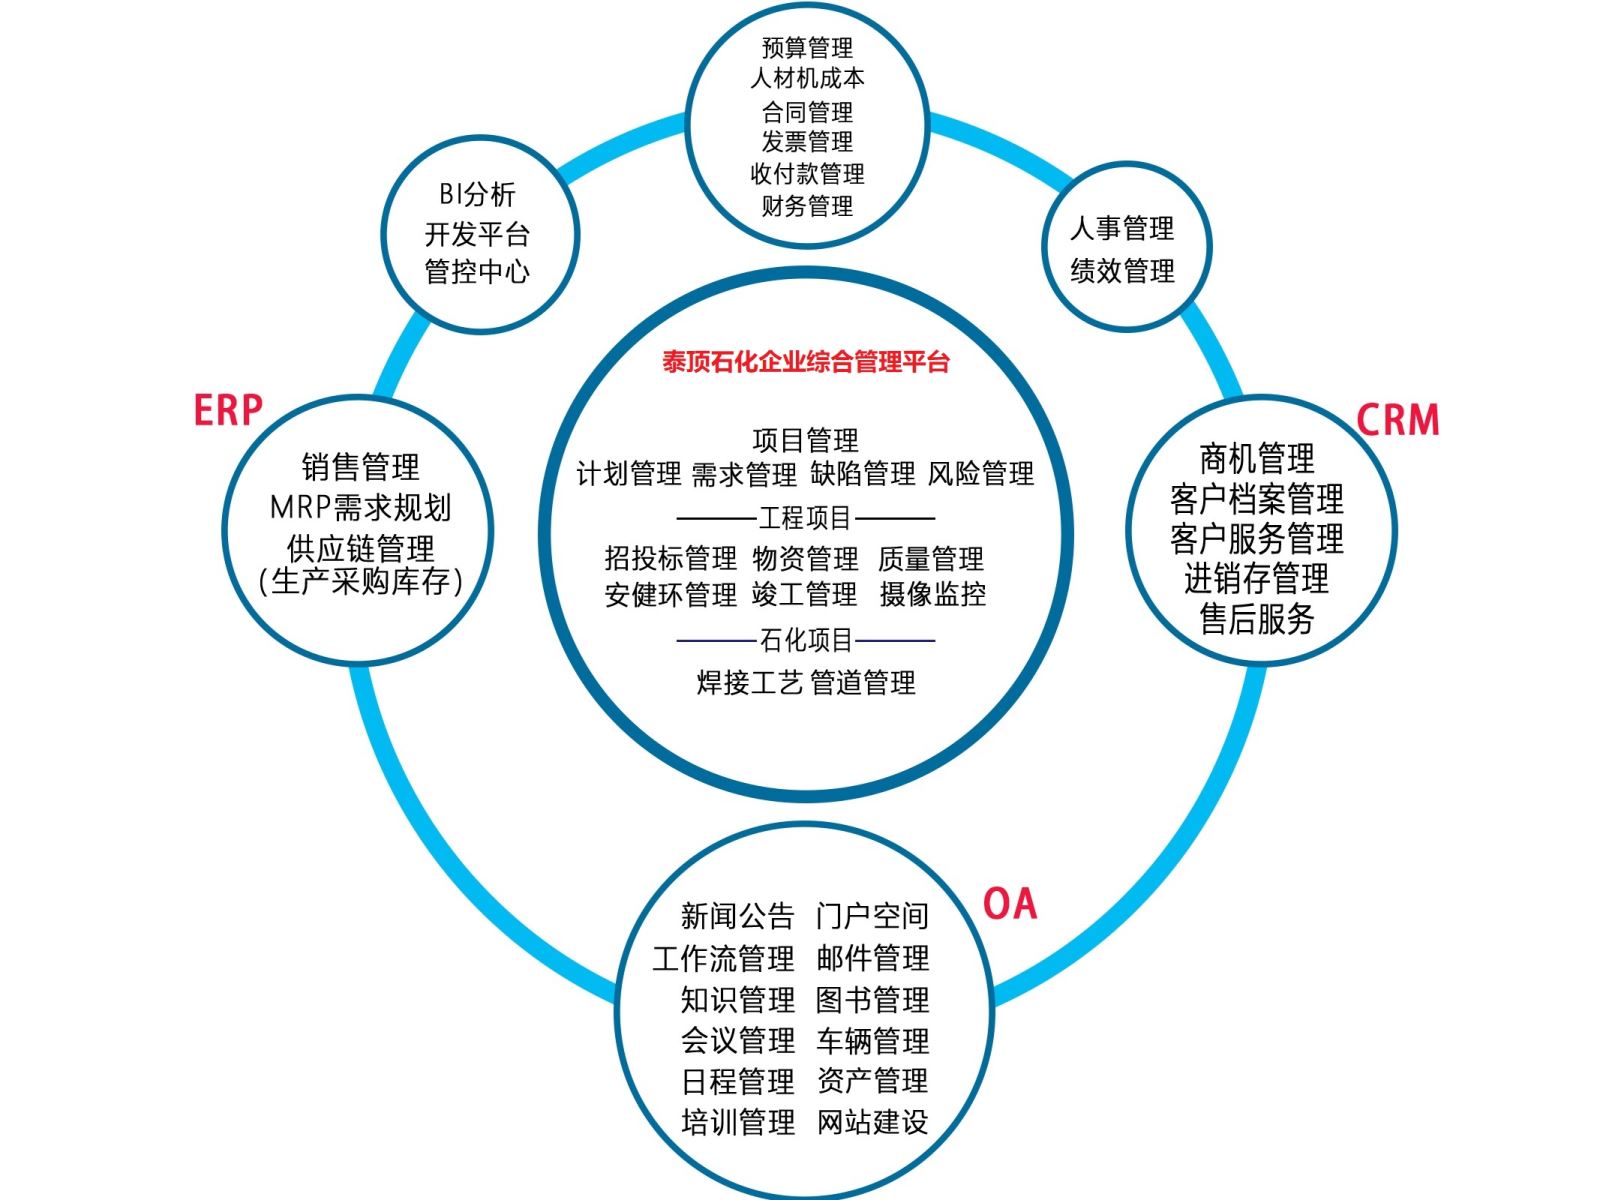 预算管理
人材机成本
合同管理
发票管理
收付款管理
财务管理
BI分析
开发平台
管控中心
人事管理
绩效管理
泰顶石化企业综合管理平台
项目管理
计划管理 需求管理 缺陷管理 风险管理
工程项目
招投标管理 物资管理 质量管理
安健环管理 竣工管理 摄像监控
石化项目
焊接工艺 管道管理
ERP
销售管理
MRP需求规划
供应链管理
(生产采购库存)
CRM
商机管理
客户档案管理
客户服务管理
进销存管理
售后服务
OA
新闻公告 门户空间
工作流管理 邮件管理
知识管理 图书管理
会议管理 车辆管理
日程管理 资产管理
培训管理 网站建设